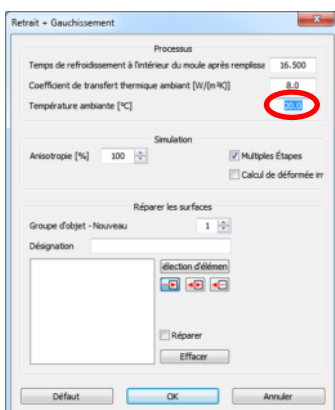 Retrait + Gauchissement
Processus
Temps de refroidissement à l'intérieur du moule après remplissa 16.500
Coefficient de transfert thermique ambiant [W/(m²K)] 8.0
Température ambiante [°C] 20.0
Simulation
Anisotropie [%] 100 Multiples Étapes
Calcul de déformée in
Réparer les surfaces
Groupe d'objet - Nouveau 1
Désignation
élection d'élémen
Réparer
Effacer
Défaut OK Annuler